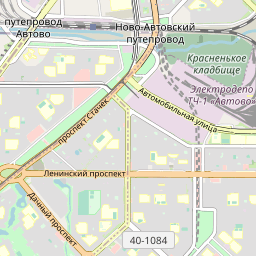 путепровод
Автово
Ново-Автовский
путепровод
Красненькое
кладбище
Электродепо
ТЧ-1 «Автово»
Автомобильная улица
проспект Стачек
Ленинский проспект
Дачный проспект
40-1084